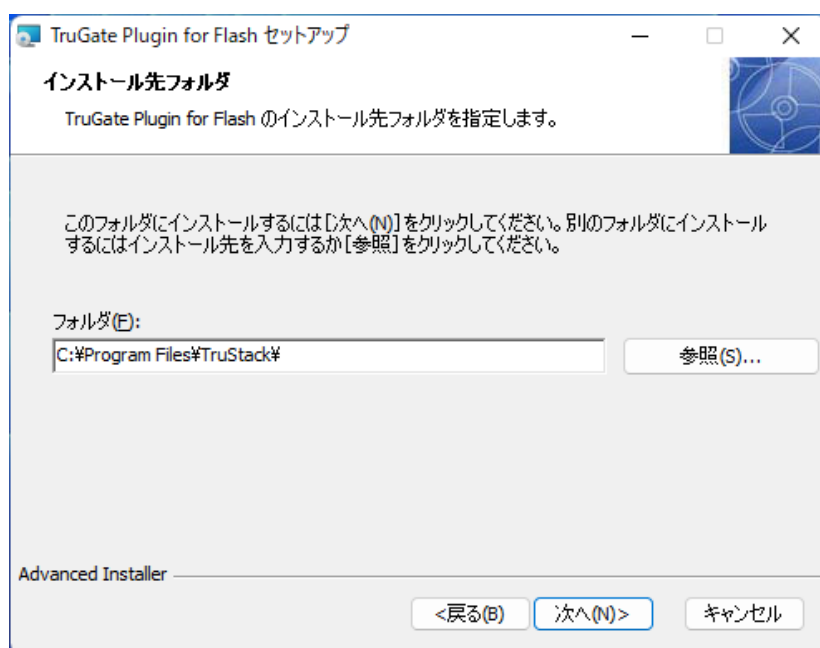 TruGate Plugin for Flash セットアップ
インストール先フォルダ
TruGate Plugin for Flash のインストール先フォルダを指定します。
このフォルダにインストールするには[次へ(N)]をクリックしてください。別のフォルダにインストール
するにはインストール先を入力するか[参照]をクリックしてください。
フォルダ(F):
C:¥Program Files¥TruStack¥
参照(S)...
Advanced Installer
<戻る(B)
次へ(N)>
キャンセル